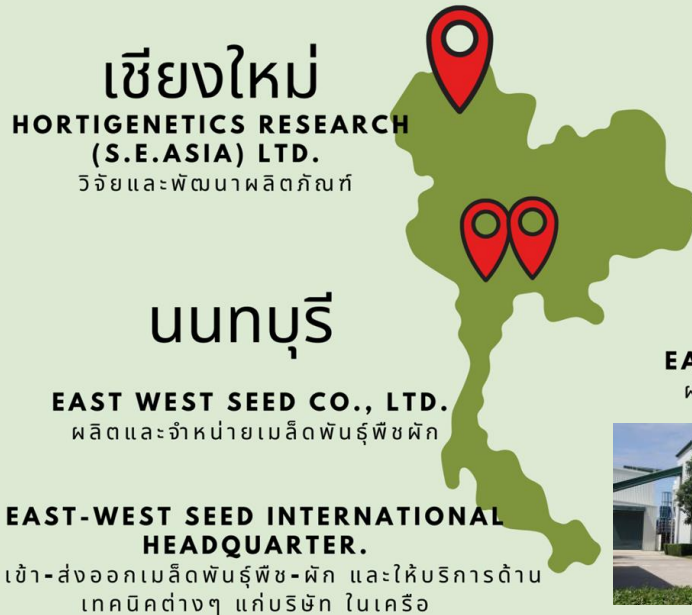 เชียงใหม่
HORTIGENETICS RESEARCH
(S.E.ASIA) LTD.
วิจัยและพัฒนาผลิตภัณฑ์
นนทบุรี
EAST WEST SEED CO., LTD.
ผลิตและจำหน่ายเมล็ดพันธุ์พืชผัก
EA
EAST-WEST SEED INTERNATIONAL
HEADQUARTER.
เข้า-ส่งออกเมล็ดพันธุ์พืช-ผัก และให้บริการด้าน
เทคนิคต่างๆ แก่บริษัท ในเครือ